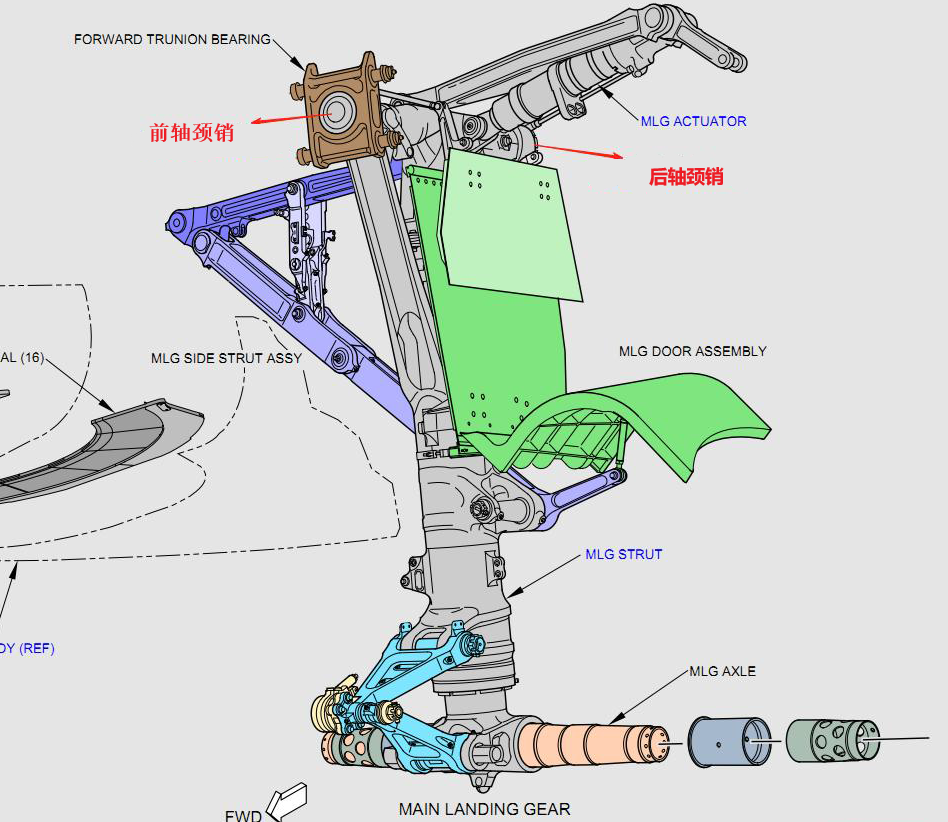 FORWARD TRUNION BEARING
MLG ACTUATOR
前轴颈销
后轴颈销
MLG DOOR ASSEMBLY
AL (16)
MLG SIDE STRUT ASSY
MLG STRUT
DY (REF)
MLG AXLE
MAIN LANDING GEAR
FWD